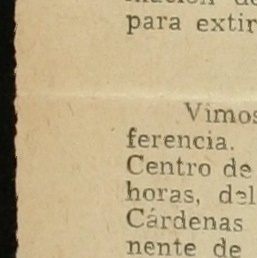 para extir
Vimos
ferencia.
Centro de
horas, del
Cárdenas
nente de